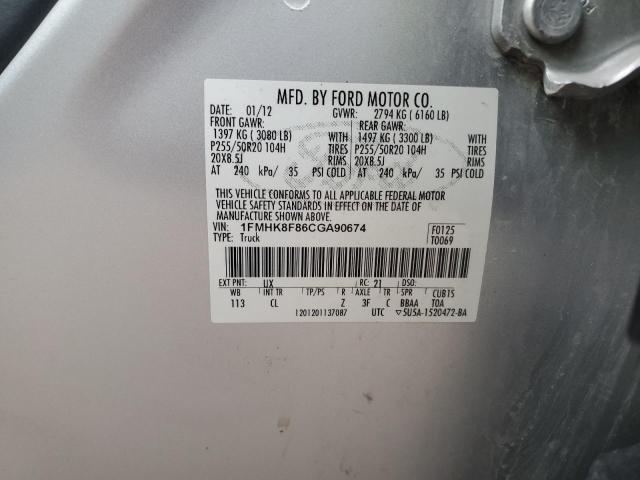 MFD. BY FORD MOTOR CO.
DATE: 01/12 GVWR: 2794 KG ( 6160 LB)
FRONT GAWR: REAR GAWR:
1397 KG ( 3080 LB) WITH 1497 KG ( 3300 LB) WITH
P255/50R20 104H TIRES P255/50R20 104H TIRES
20X8.5J RIMS 20X8.5J RIMS
AT 240 kPa/ 35 PSI COLD AT 240 kPa/ 35 PSI COLD
THIS VEHICLE CONFORMS TO ALL APPLICABLE FEDERAL MOTOR
VEHICLE SAFETY STANDARDS IN EFFECT ON THE DATE OF
MANUFACTURE SHOWN ABOVE.
VIN: 1FMHK8F86CGA90674 F0125
TYPE: Truck T0069
EXT PNT: UX RC: 21 DSO:
WB INT TR TP/PS R AXLE TR SPR CUB15
113 CL Z 3F C BBAA TOA
1201201137087 UTC ▽5U5A-1520472-BA